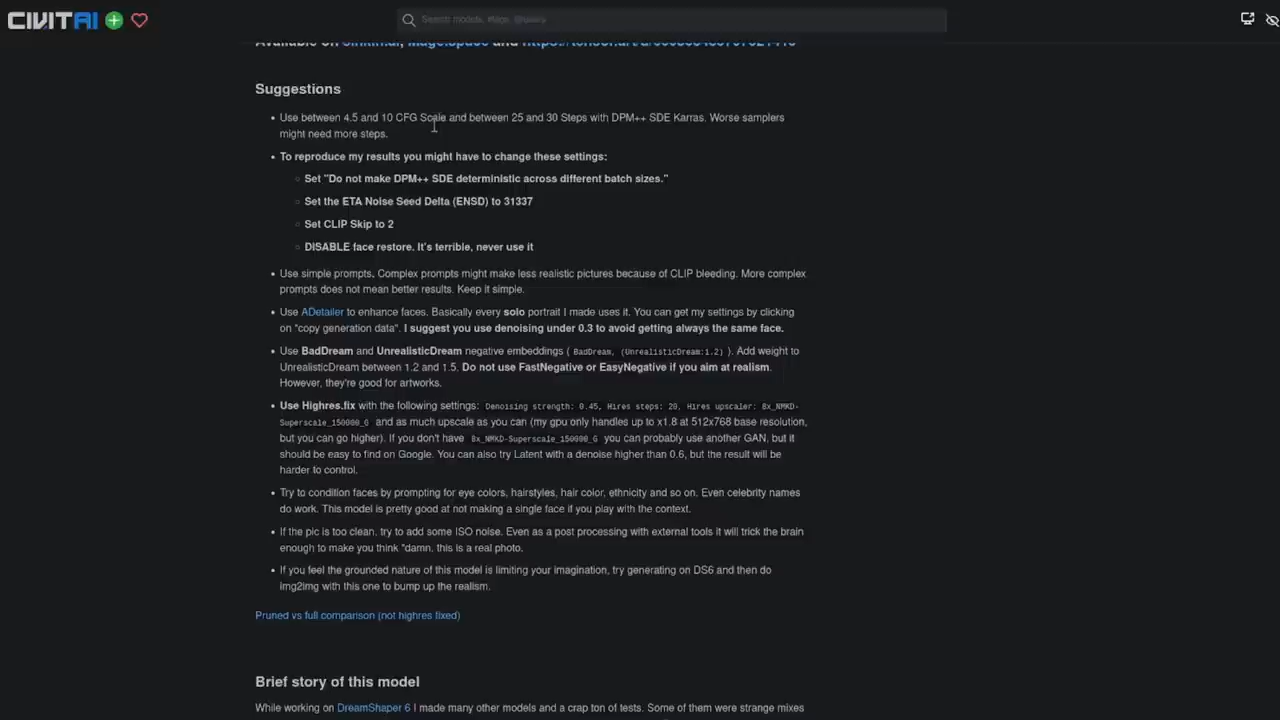 CIVITAI
Search models, #tags, @users
Available on Sinkin.ai, Mage.space and
Suggestions
• Use between 4.5 and 10 CFG Scale and between 25 and 30 Steps with DPM++ SDE Karras. Worse samplers
might need more steps.
• To reproduce my results you might have to change these settings:
Set "Do not make DPM++ SDE deterministic across different batch sizes."
Set the ETA Noise Seed Delta (ENSD) to 31337
Set CLIP Skip to 2
DISABLE face restore. It's terrible, never use it
• Use simple prompts. Complex prompts might make less realistic pictures because of CLIP bleeding. More complex
prompts does not mean better results. Keep it simple.
• Use ADetailer to enhance faces. Basically every solo portrait I made uses it. You can get my settings by clicking
on "copy generation data". I suggest you use denoising under 0.3 to avoid getting always the same face.
• Use BadDream and UnrealisticDream negative embeddings ( BadDream, (UnrealisticDream:1.2) ). Add weight to
UnrealisticDream between 1.2 and 1.5. Do not use FastNegative or EasyNegative if you aim at realism.
However, they're good for artworks.
• Use Highres.fix with the following settings: Denoising strength: 0.45, Hires steps: 20, Hires upscaler: 8x_NMKD-
Superscale_150000_G and as much upscale as you can (my gpu only handles up to x1.8 at 512x768 base resolution,
but you can go higher). If you don't have 8x_NMKD-Superscale_150000_G you can probably use another GAN, but it
should be easy to find on Google. You can also try Latent with a denoise higher than 0.6, but the result will be
harder to control.
• Try to condition faces by prompting for eye colors, hairstyles, hair color, ethnicity and so on. Even celebrity names
do work. This model is pretty good at not making a single face if you play with the context.
• If the pic is too clean, try to add some ISO noise. Even as a post processing with external tools it will trick the brain
enough to make you think "damn, this is a real photo.
• If you feel the grounded nature of this model is limiting your imagination, try generating on DS6 and then do
img2img with this one to bump up the realism.
Pruned vs full comparison (not highres fixed)
Brief story of this model
While working on DreamShaper 6 I made many other models and a crap ton of tests. Some of them were strange mixes